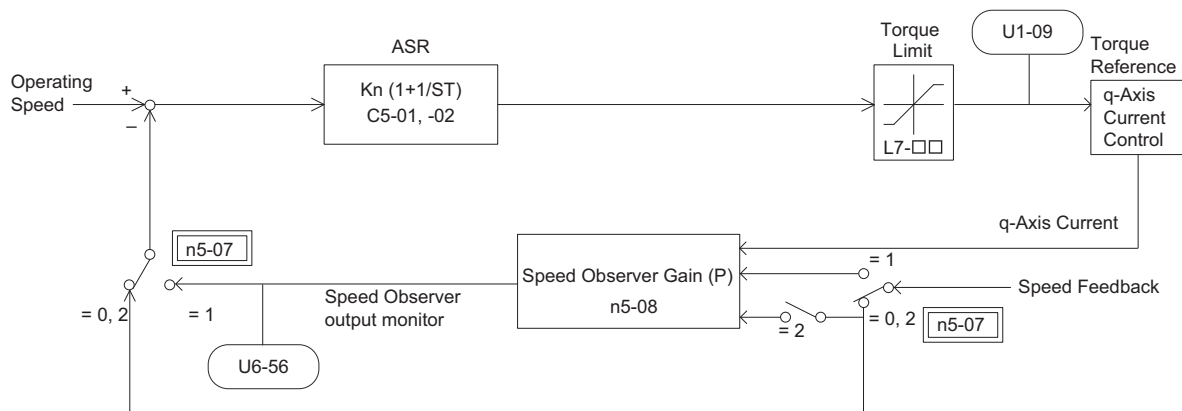 ASR
Torque
Limit
U1-09
Torque
Reference
Operating
Speed
+
–
Kn (1+1/ST)
C5-01, -02
L7-□□
q-Axis
Current
Control
q-Axis Current
n5-07
= 0, 2
= 1
Speed Observer
output monitor
U6-56
Speed Observer Gain (P)
n5-08
= 1
= 2
= 0, 2
Speed Feedback
n5-07